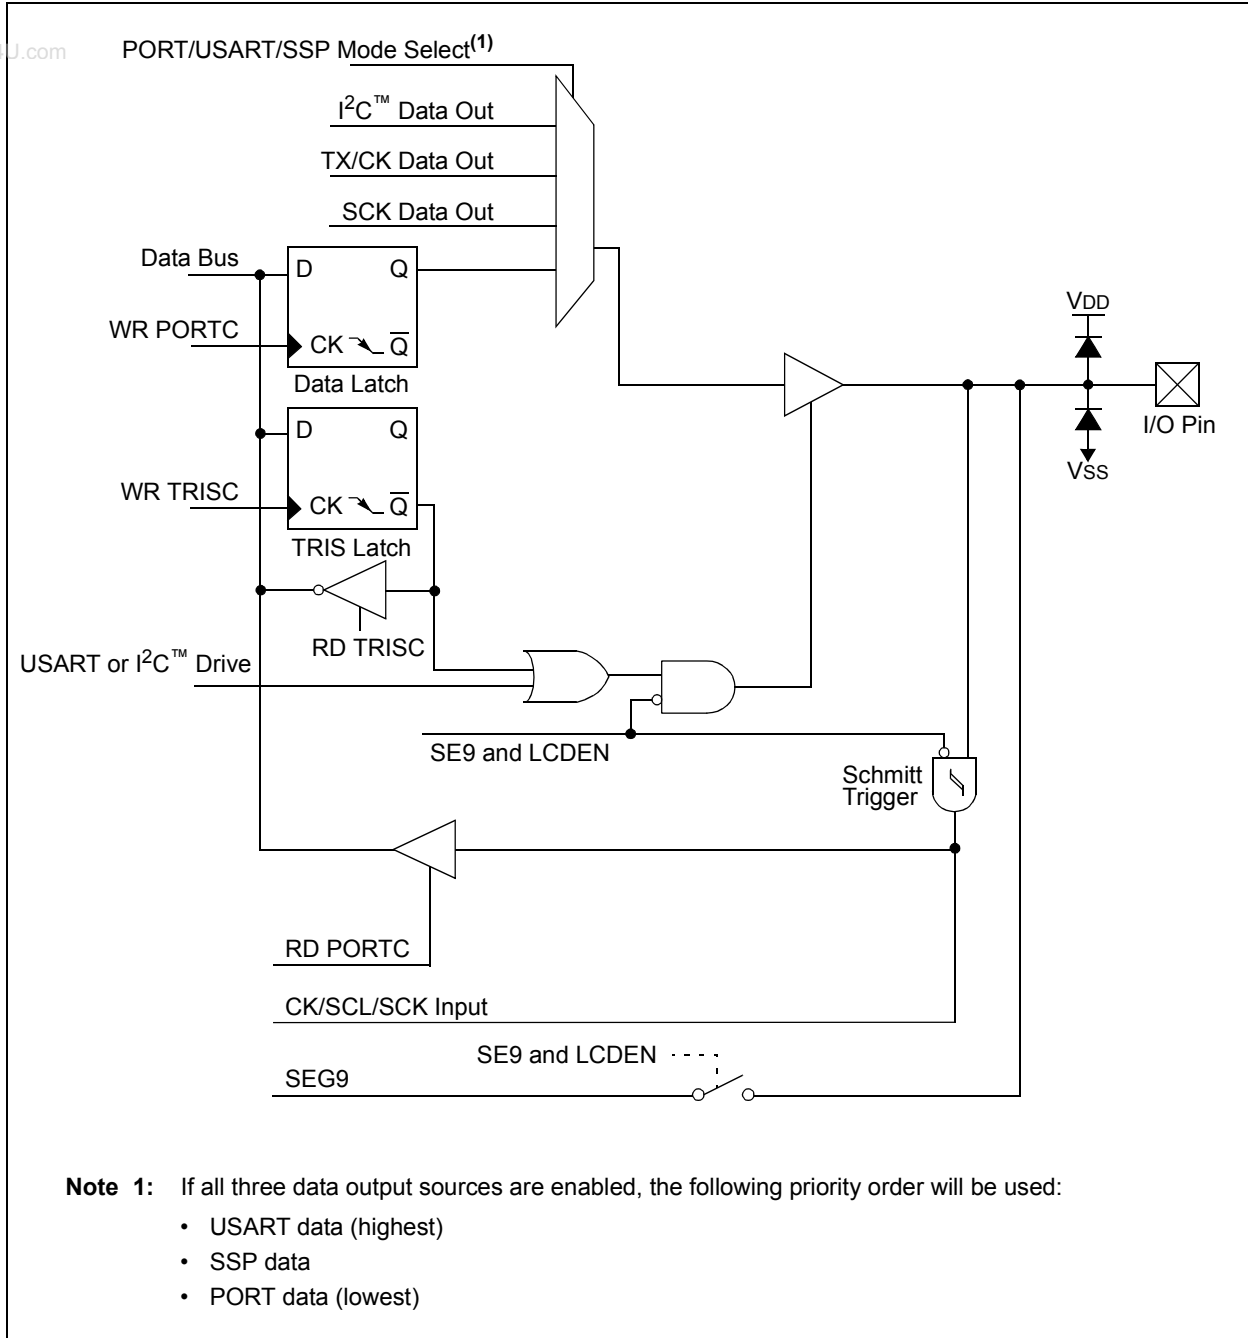 4U.com
PORT/USART/SSP Mode Select(1)
I2C™ Data Out
TX/CK Data Out
SCK Data Out
Data Bus
D Q
WR PORTC
CK Q
Data Latch
VDD
I/O Pin
VSS
D Q
WR TRISC
CK Q
TRIS Latch
RD TRISC
USART or I2C™ Drive
SE9 and LCDEN
Schmitt
Trigger
RD PORTC
CK/SCL/SCK Input
SE9 and LCDEN
SEG9
Note 1: If all three data output sources are enabled, the following priority order will be used:
• USART data (highest)
• SSP data
• PORT data (lowest)